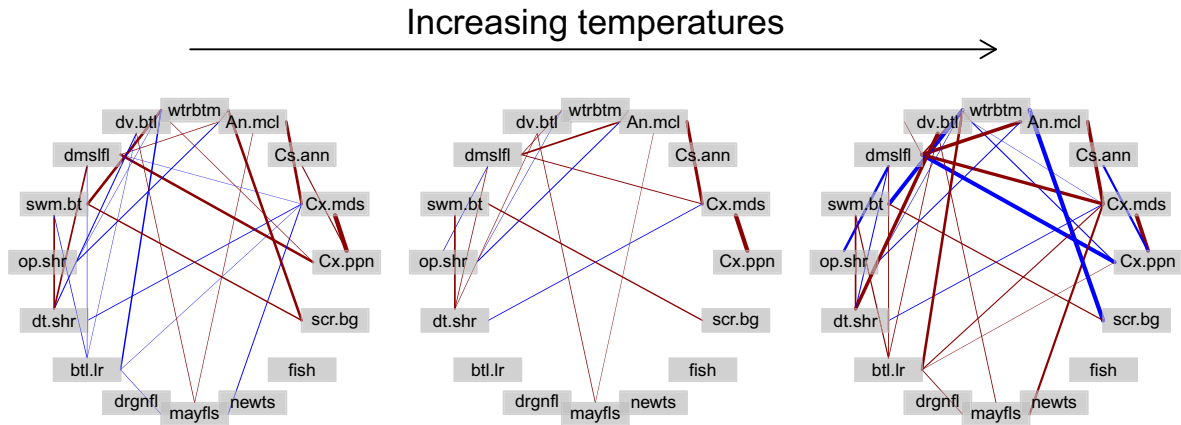 Increasing temperatures
wtrbtm
dv.btl
An.mcl
dmslfl
Cs.ann
swm.bt
Cx.mds
op.shr
Cx.ppn
dt.shr
scr.bg
btl.lr
fish
drgnfl
newts
mayfls
wtrbtm
dv.btl
An.mcl
dmslfl
Cs.ann
swm.bt
Cx.mds
op.shr
Cx.ppn
dt.shr
scr.bg
btl.lr
fish
drgnfl
newts
mayfls
wtrbtm
dv.btl
An.mcl
dmslfl
Cs.ann
swm.bt
Cx.mds
op.shr
Cx.ppn
dt.shr
scr.bg
btl.lr
fish
drgnfl
newts
mayfls